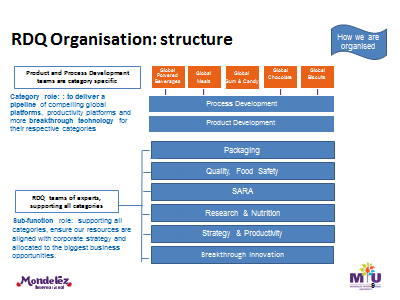 RDQ Organisation: structure
How we are
organised
Product and Process Development
teams are category specific
Global
Powered
Beverages
Global
Meals
Global
Gum & Candy
Global
Chocolate
Global
Biscuits
Category role: : to deliver a
pipeline of compelling global
platforms, productivity platforms and
more breakthrough technology for
their respective categories
Process Development
Product Development
Packaging
Quality, Food Safety
SARA
Research & Nutrition
Strategy & Productivity
Breakthrough Innovation
RDQ, teams of experts,
supporting all categories
Sub-function role: supporting all
categories, ensure our resources are
aligned with corporate strategy and
allocated to the biggest business
opportunities.
Mondelēz
International